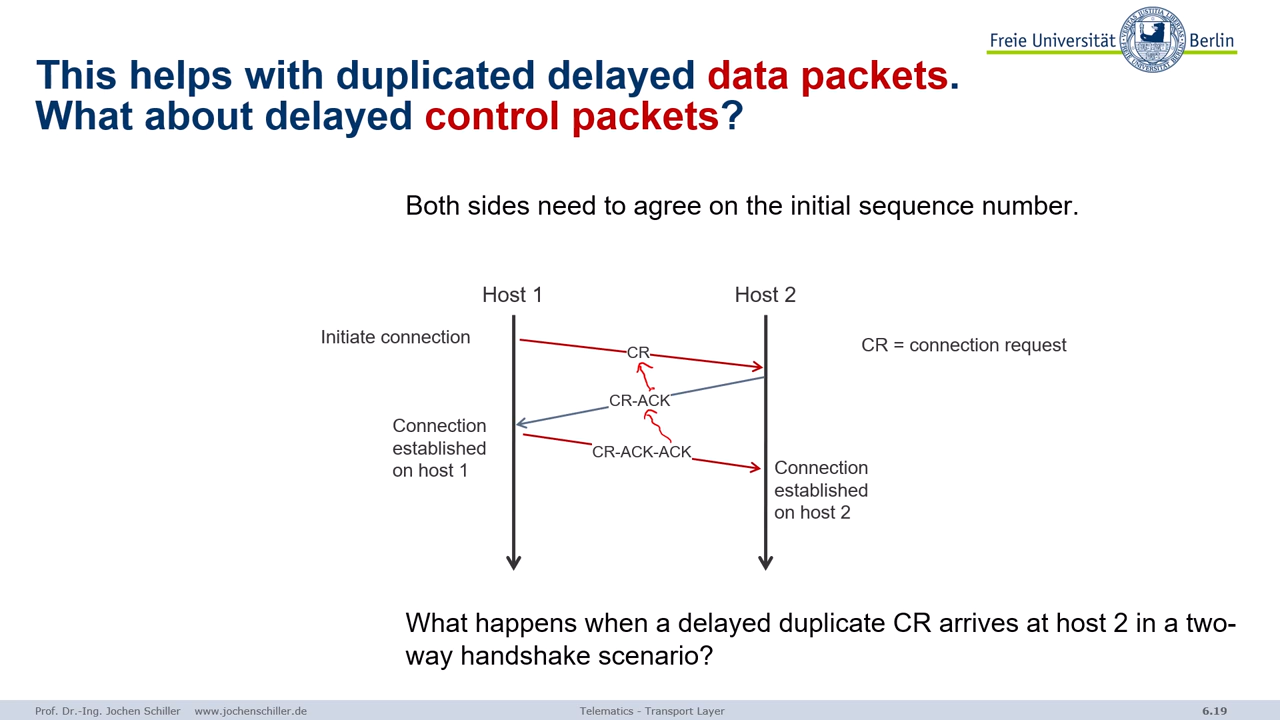 Freie Universität Berlin
This helps with duplicated delayed data packets.
What about delayed control packets?
Both sides need to agree on the initial sequence number.
Host 1
Host 2
Initiate connection
CR
CR = connection request
CR-ACK
Connection
established
on host 1
CR-ACK-ACK
Connection
established
on host 2
What happens when a delayed duplicate CR arrives at host 2 in a two-
way handshake scenario?
Prof. Dr.-Ing. Jochen Schiller www.jochenschiller.de
Telematics - Transport Layer
6.19